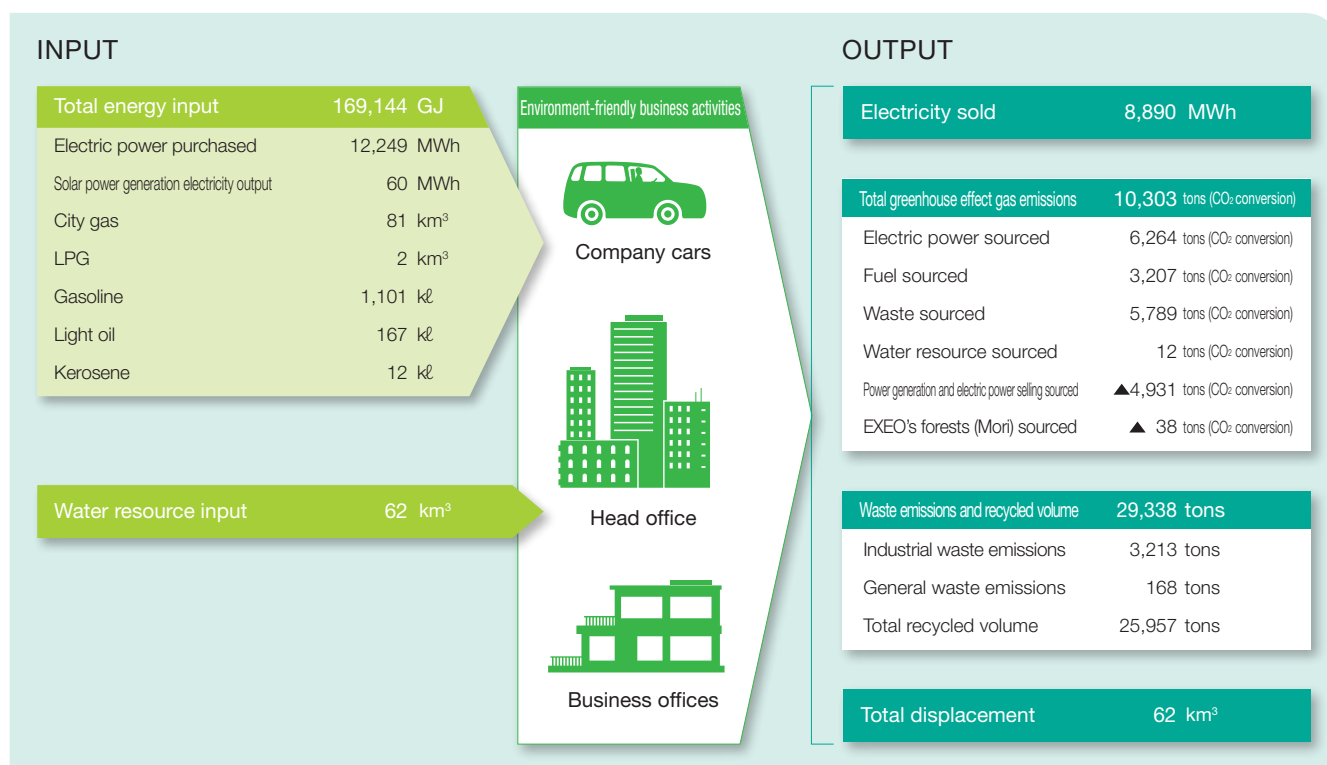 INPUT
Total energy input 169,144 GJ
Electric power purchased 12,249 MWh
Solar power generation electricity output 60 MWh
City gas 81 km³
LPG 2 km³
Gasoline 1,101 kℓ
Light oil 167 kℓ
Kerosene 12 kℓ
Water resource input 62 km³
Environment-friendly business activities
Company cars
Head office
Business offices
OUTPUT
Electricity sold 8,890 MWh
Total greenhouse effect gas emissions 10,303 tons (CO₂ conversion)
Electric power sourced 6,264 tons (CO₂ conversion)
Fuel sourced 3,207 tons (CO₂ conversion)
Waste sourced 5,789 tons (CO₂ conversion)
Water resource sourced 12 tons (CO₂ conversion)
Power generation and electric power selling sourced ▲4,931 tons (CO₂ conversion)
EXEO's forests (Mori) sourced ▲ 38 tons (CO₂ conversion)
Waste emissions and recycled volume 29,338 tons
Industrial waste emissions 3,213 tons
General waste emissions 168 tons
Total recycled volume 25,957 tons
Total displacement 62 km³